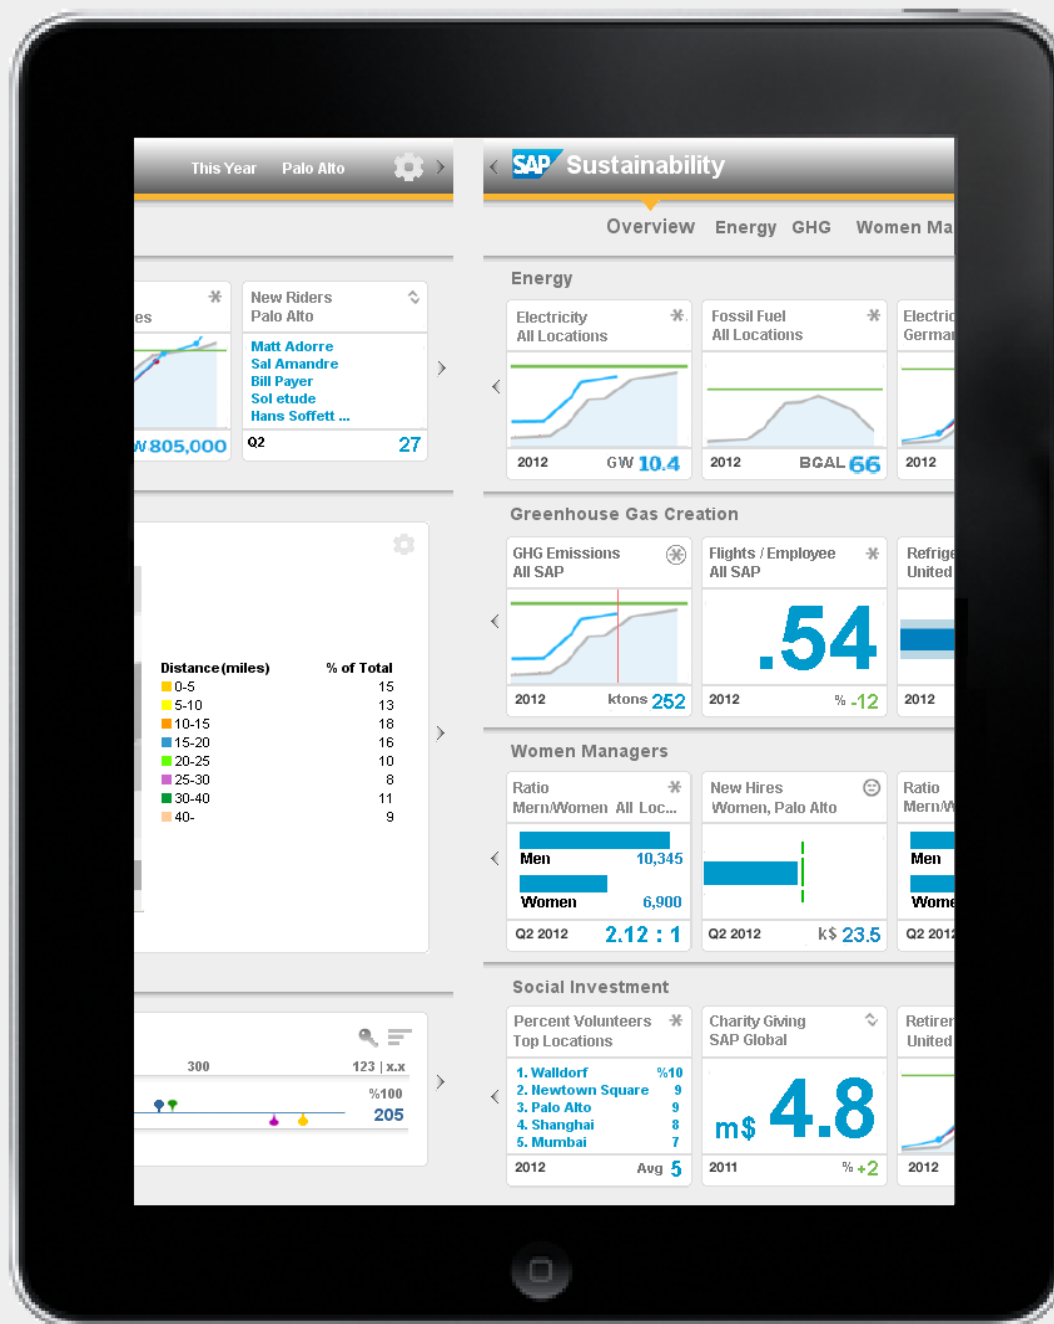 This Year Palo Alto
es
New Riders
Palo Alto
Matt Adorre
Sal Amandre
Bill Payer
Sol etude
Hans Soffett ...
W 805,000
Q2 27
Distance(miles) % of Total
0-5 15
5-10 13
10-15 18
15-20 16
20-25 10
25-30 8
30-40 11
40- 9
300 123 | x.x
%100
205
SAP Sustainability
Overview Energy GHG Women Ma
Energy
Electricity
All Locations
2012 GW 10.4
Fossil Fuel
All Locations
2012 BGAL 66
Electric
Germa
2012
Greenhouse Gas Creation
GHG Emissions
All SAP
2012 ktons 252
Flights / Employee
All SAP
.54
2012 % -12
Refrige
United
2012
Women Managers
Ratio
Mern/Women All Loc...
Men 10,345
Women 6,900
Q2 2012 2.12 : 1
New Hires
Women, Palo Alto
Q2 2012 k$ 23.5
Ratio
Mern/W
Men
Wome
Q2 201
Social Investment
Percent Volunteers
Top Locations
1. Walldorf %10
2. Newtown Square 9
3. Palo Alto 9
4. Shanghai 8
5. Mumbai 7
2012 Avg 5
Charity Giving
SAP Global
m$ 4.8
2011 % +2
Retirer
United
2012